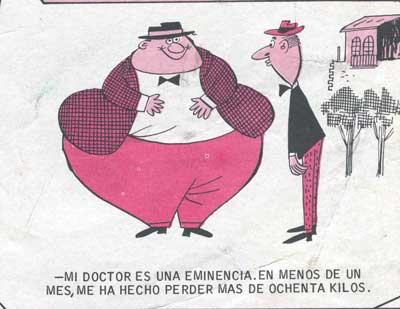 —MI DOCTOR ES UNA EMINENCIA. EN MENOS DE UN
MES, ME HA HECHO PERDER MAS DE OCHENTA KILOS.